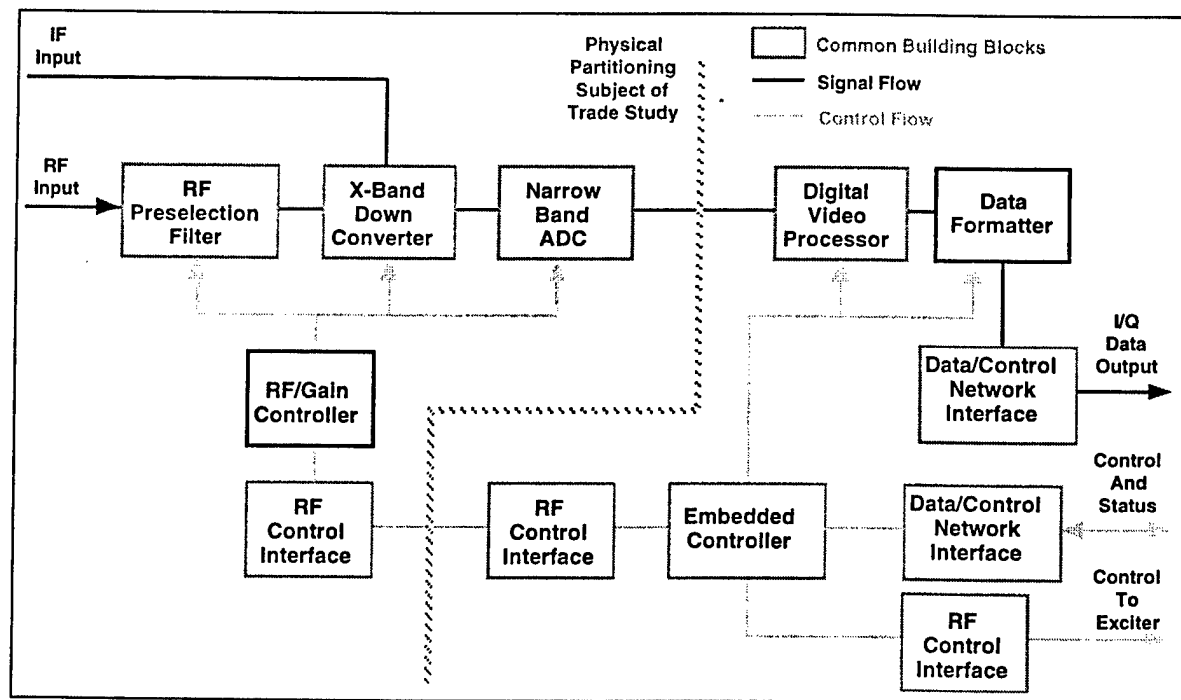 IF
Input
Physical
Partitioning
Subject of
Trade Study
Common Building Blocks
Signal Flow
Control Flow
RF
Input
RF
Preselection
Filter
X-Band
Down
Converter
Narrow
Band
ADC
Digital
Video
Processor
Data
Formatter
I/Q
Data
Output
RF/Gain
Controller
Data/Control
Network
Interface
RF
Control
Interface
RF
Control
Interface
Embedded
Controller
Data/Control
Network
Interface
Control
And
Status
RF
Control
Interface
Control
To
Exciter